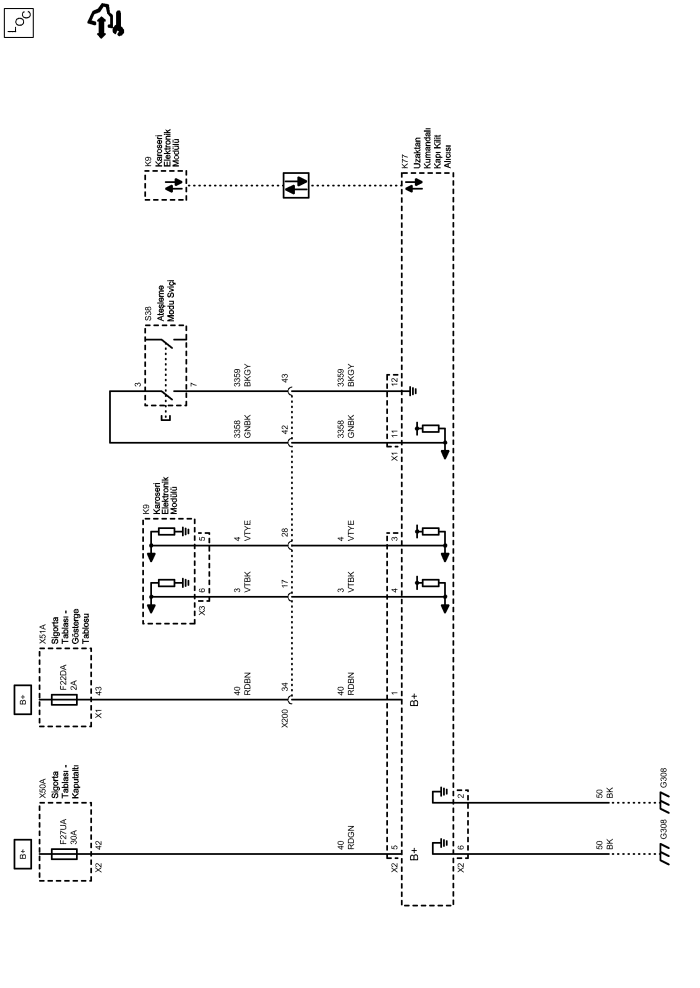 LOC
K9
Karoseri
Elektronik
Modülü
K77
Uzaktan
Kumandalı
Kapı Kilit
Alıcısı
S38
Ateşleme
Modu Sviçi
3
7
3359
BKGY
43
3359
BKGY
12
3358
GNBK
42
3358
GNBK
11
X1
K9
Karoseri
Elektronik
Modülü
5
4
VTYE
28
4
VTYE
3
6
X3
3
VTBK
17
3
VTBK
4
X51A
Sigorta
Tablası -
Gösterge
Tablosu
B+
F22DA
2A
43
X1
40
RDBN
34
X200
40
RDBN
1
B+
X50A
Sigorta
Tablası -
Kaputaltı
B+
F27UA
30A
42
X2
40
RDGN
5
X2
B+
2
50
BK
G308
6
X2
50
BK
G308